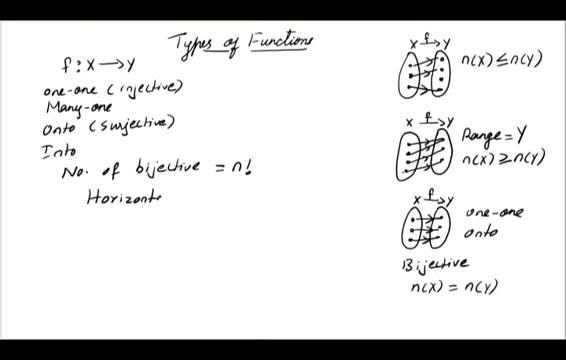 Types of Functions
f : X → Y
one-one (injective)
Many-one
Onto (Surjective)
Into
No. of bijective = n!
Horizonte
X f→ Y
n(X) ≤ n(Y)
X f→ Y
Range = Y
n(X) ≥ n(Y)
X f→ Y
one-one
onto
Bijective
n(X) = n(Y)